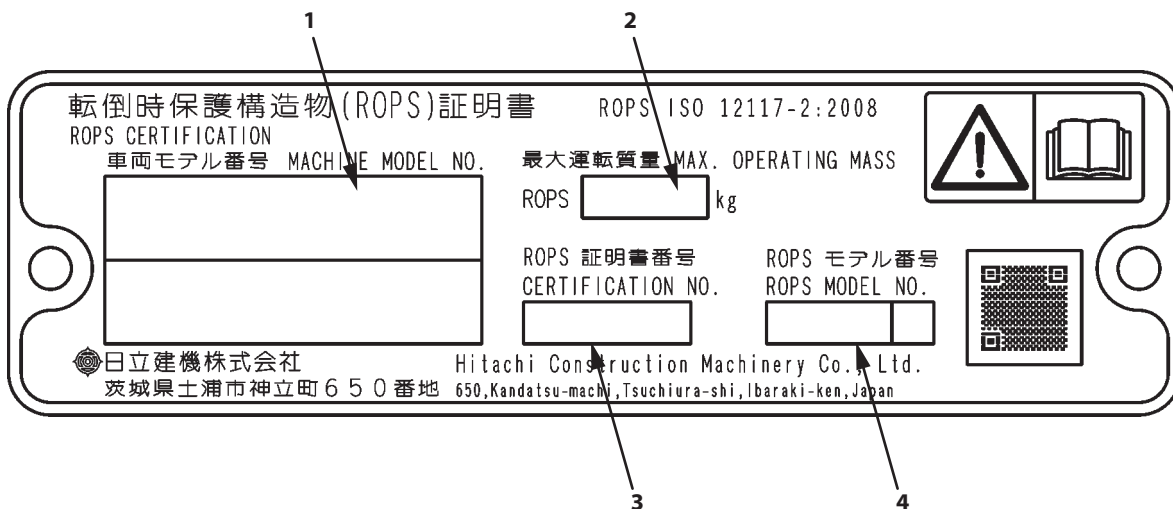 1
2
転倒時保護構造物(ROPS)証明書
ROPS ISO 12117-2:2008
ROPS CERTIFICATION
車両モデル番号 MACHINE MODEL NO.
最大運転質量 MAX. OPERATING MASS
ROPS kg
ROPS 証明書番号
CERTIFICATION NO.
ROPS モデル番号
ROPS MODEL NO.
日立建機株式会社
Hitachi Construction Machinery Co., Ltd.
茨城県土浦市神立町650番地
650,Kandatsu-machi,Tsuchiura-shi,Ibaraki-ken,Japan
3
4